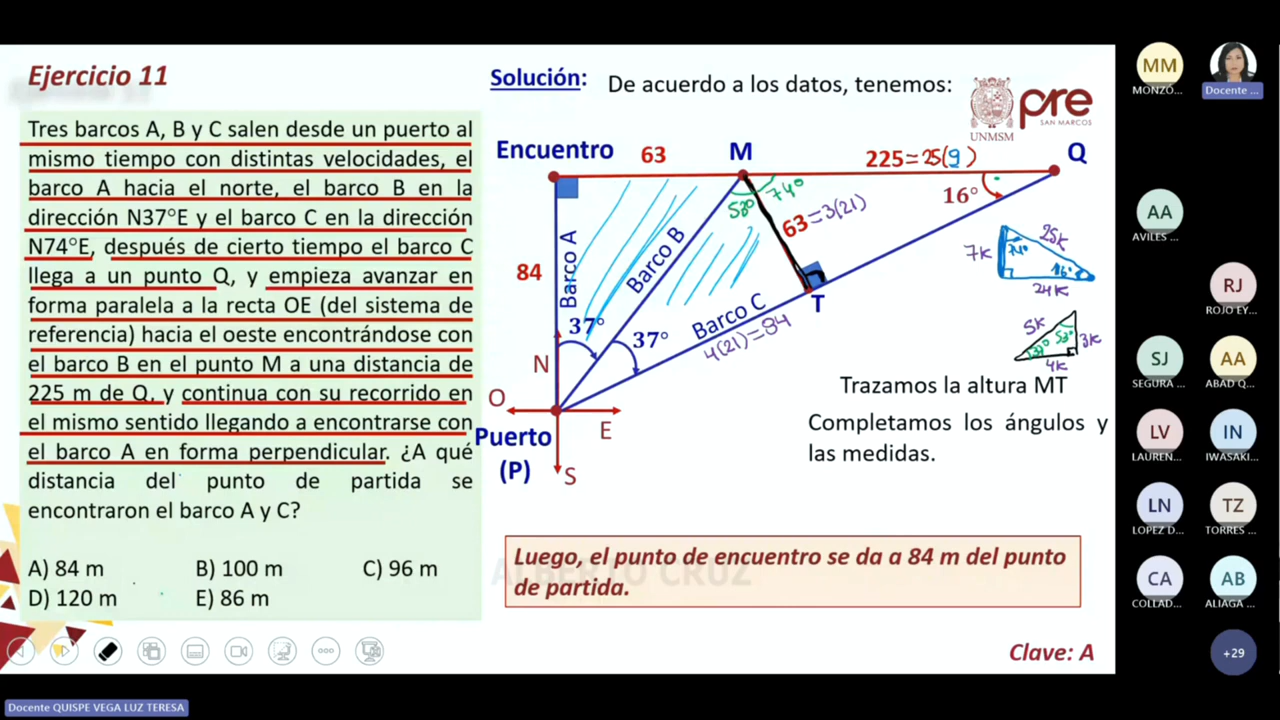 Ejercicio 11
Tres barcos A, B y C salen desde un puerto al
mismo tiempo con distintas velocidades, el
barco A hacia el norte, el barco B en la
dirección N37°E y el barco C en la dirección
N74°E, después de cierto tiempo el barco C
llega a un punto Q, y empieza avanzar en
forma paralela a la recta OE (del sistema de
referencia) hacia el oeste encontrándose con
el barco B en el punto M a una distancia de
225 m de Q, y continua con su recorrido en
el mismo sentido llegando a encontrarse con
el barco A en forma perpendicular. ¿A qué
distancia del punto de partida se
encontraron el barco A y C?
A) 84 m B) 100 m C) 96 m
D) 120 m E) 86 m
Solución: De acuerdo a los datos, tenemos:
UNMSM
pre
SAN MARCOS
Encuentro 63 M 225=25(9) Q
53° 74° 16°
63=3(21)
84 Barco A Barco B
Barco C T
4(21)=84
37° 37°
N
O E
Puerto
(P) S
7K 74° 25K
16°
24K
5K 53° 3K
37°
4K
Trazamos la altura MT
Completamos los ángulos y
las medidas.
ALBERTO CRUZ
Luego, el punto de encuentro se da a 84 m del punto
de partida.
Clave: A
MM
MONZO...
Docente ...
AA
AVILES ...
RJ
ROJO EY...
SJ
SEGURA ...
AA
ABAD Q...
LV
LAUREN...
IN
IWASAKI...
LN
LOPEZ D...
TZ
TORRES ...
CA
COLLAD...
AB
ALIAGA ...
+29
Docente QUISPE VEGA LUZ TERESA